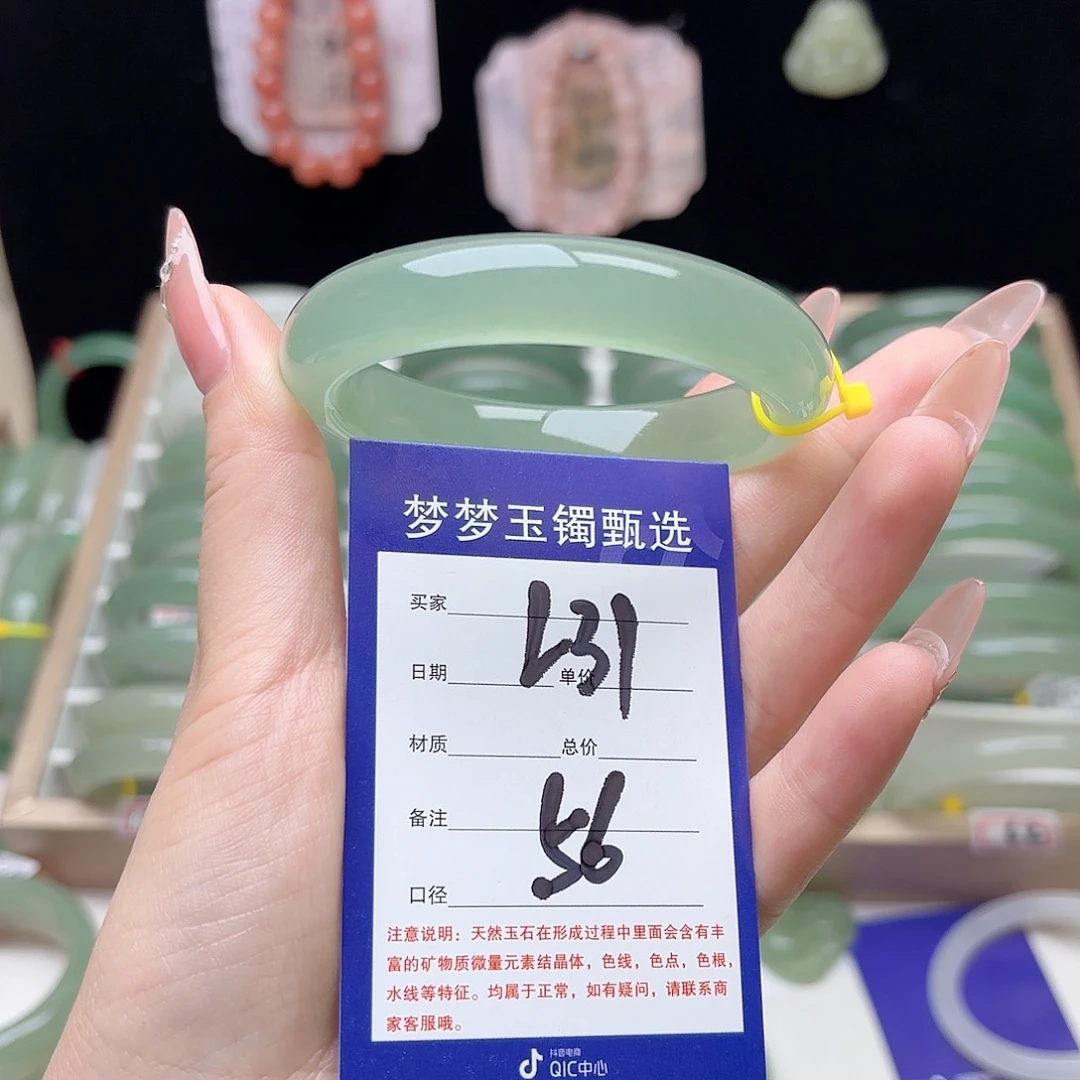 梦梦玉镯甄选
买家
L31
日期 单价
材质 总价
备注
56
口径
注意说明：天然玉石在形成过程中里面会含有丰
富的矿物质微量元素结晶体，色线，色点，色根，
水线等特征。均属于正常，如有疑问，请联系商
家客服哦。
抖音电商
QIC中心